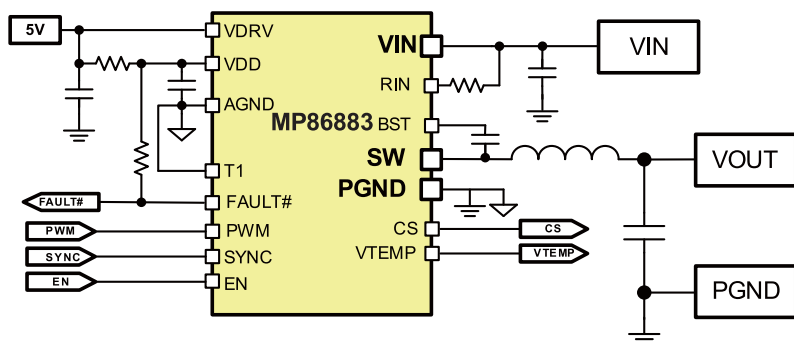 5V
VDRV
VDD
AGND
T1
FAULT#
PWM
SYNC
EN
FAULT#
PWM
SYNC
EN
MP86883
VIN
RIN
BST
SW
PGND
CS
VTEMP
CS
VTEMP
VIN
VOUT
PGND